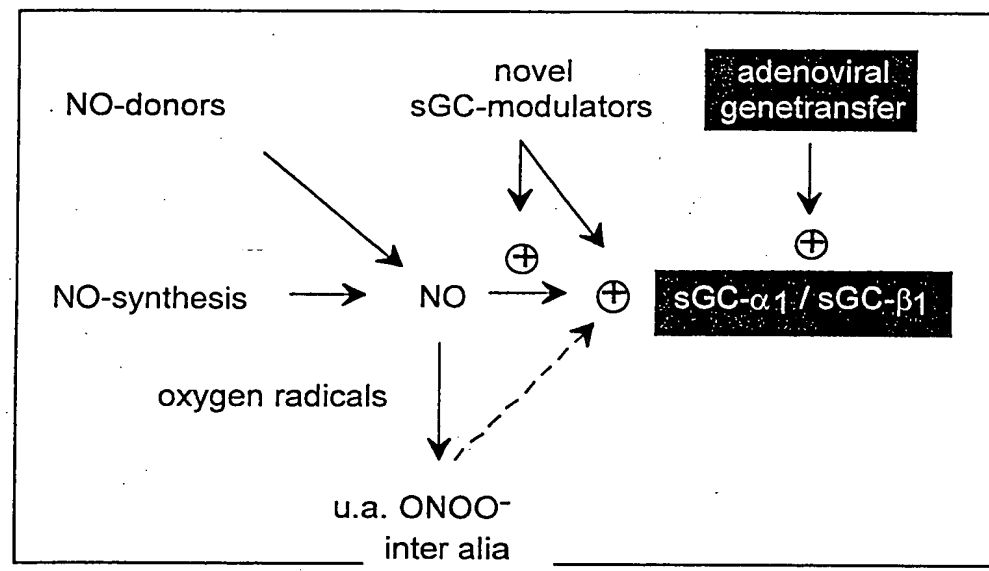 NO-donors
novel
sGC-modulators
adenoviral
genetransfer
NO-synthesis
NO
sGC-α1 / sGC-β1
oxygen radicals
u.a. ONOO-
inter alia